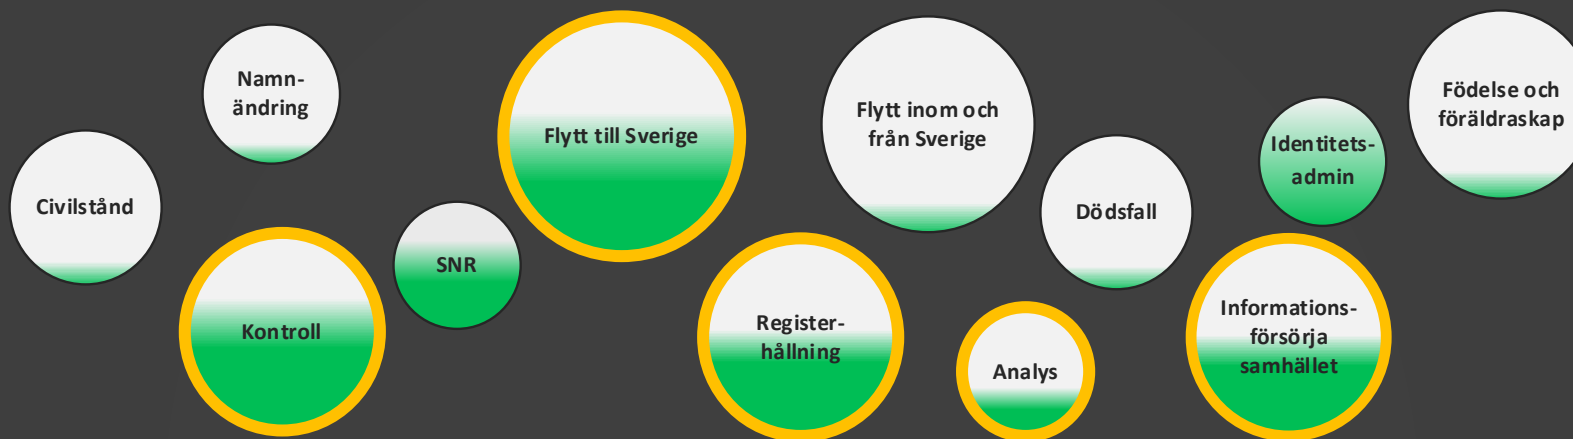 Civilstånd
Namn-
ändring
Kontroll
SNR
Flytt till Sverige
Register-
hållning
Flytt inom och
från Sverige
Analys
Dödsfall
Identitets-
admin
Informations-
försörja
samhället
Födelse och
föräldraskap